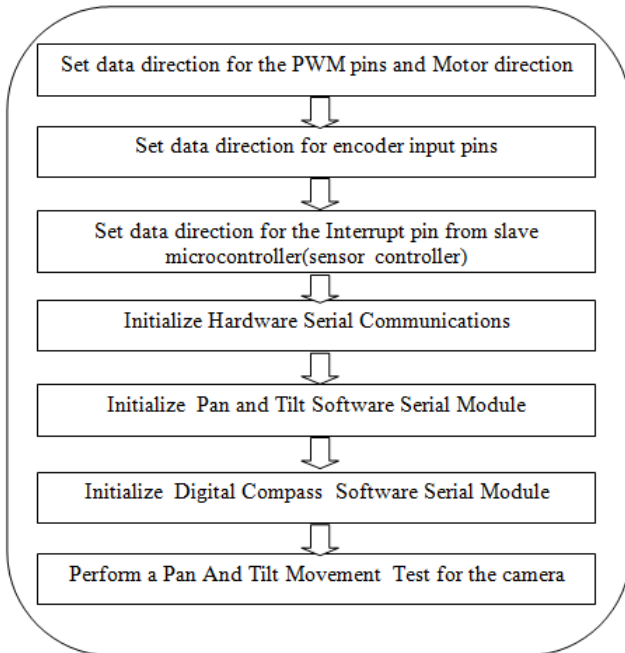 Set data direction for the PWM pins and Motor direction
Set data direction for encoder input pins
Set data direction for the Interrupt pin from slave
microcontroller(sensor controller)
Initialize Hardware Serial Communications
Initialize Pan and Tilt Software Serial Module
Initialize Digital Compass Software Serial Module
Perform a Pan And Tilt Movement Test for the camera